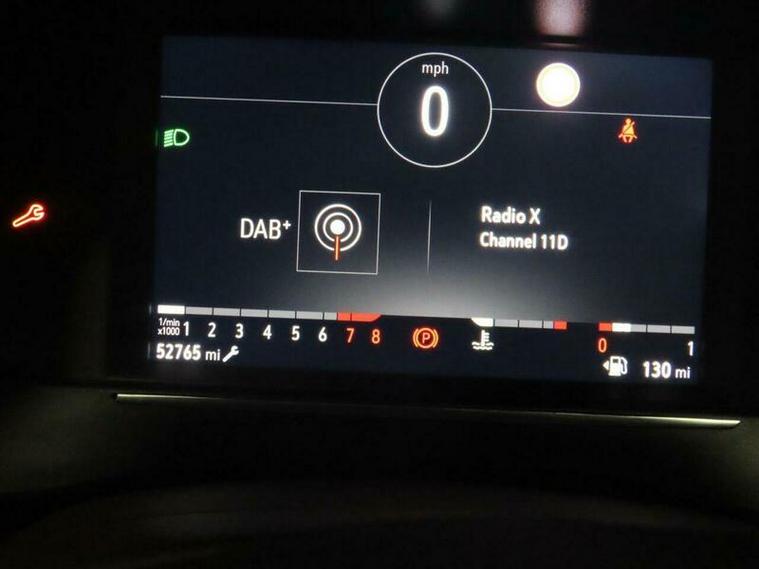 mph
0
DAB+
Radio X
Channel 11D
1/min
x1000
1 2 3 4 5 6 7 8
P
0 1
52765 mi
130 mi